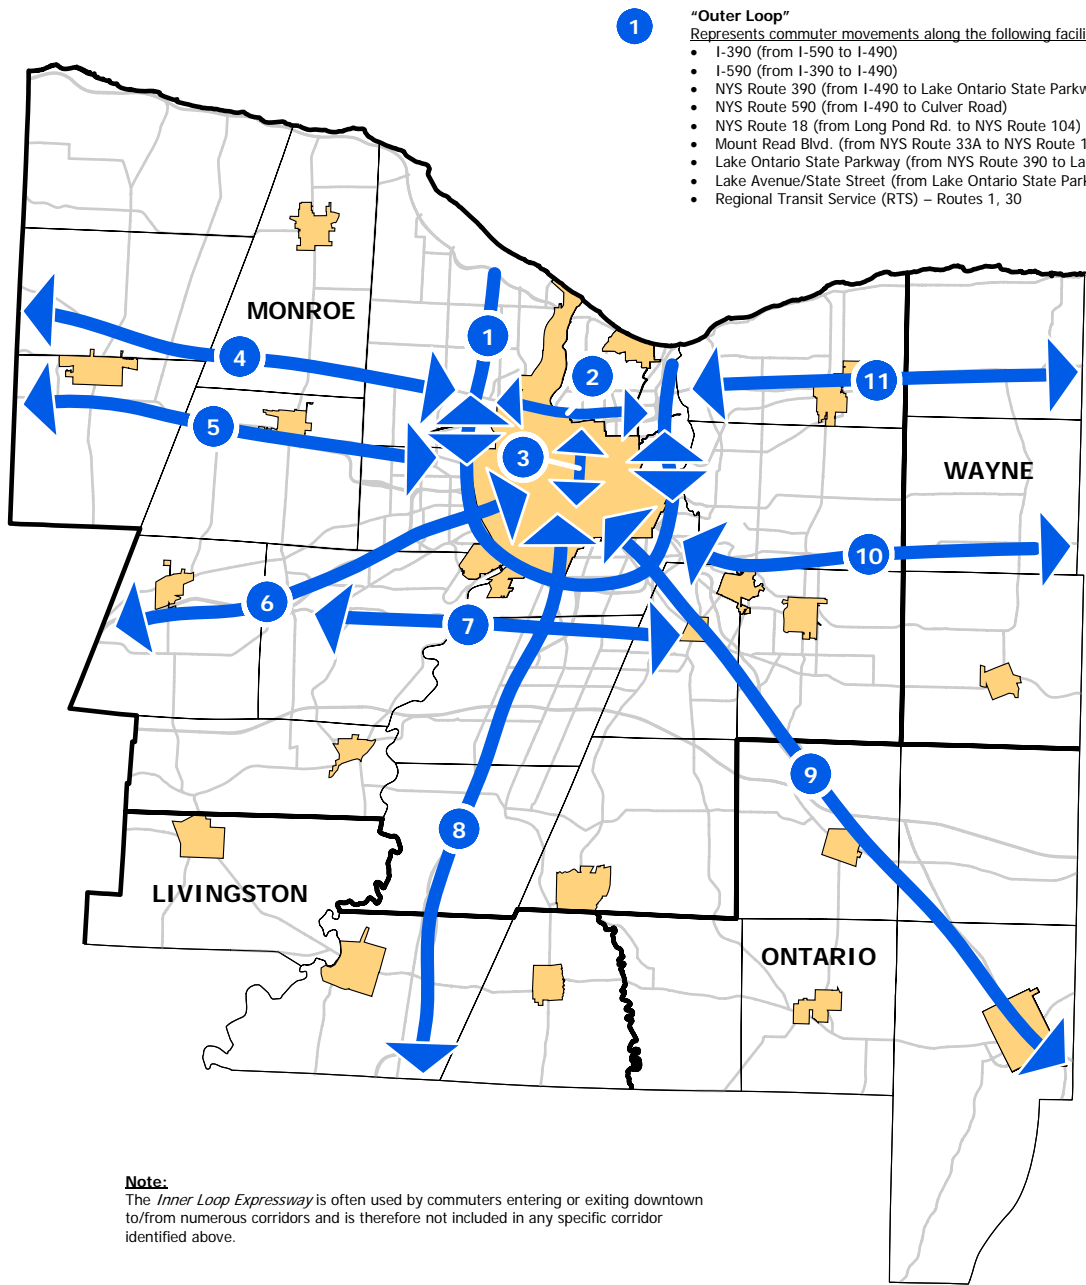 1
“Outer Loop”
Represents commuter movements along the following facili
• I-390 (from I-590 to I-490)
• I-590 (from I-390 to I-490)
• NYS Route 390 (from I-490 to Lake Ontario State Parkw
• NYS Route 590 (from I-490 to Culver Road)
• NYS Route 18 (from Long Pond Rd. to NYS Route 104)
• Mount Read Blvd. (from NYS Route 33A to NYS Route 1
• Lake Ontario State Parkway (from NYS Route 390 to La
• Lake Avenue/State Street (from Lake Ontario State Park
• Regional Transit Service (RTS) – Routes 1, 30
MONROE
1
4
2
11
5
3
WAYNE
10
6
7
9
8
LIVINGSTON
ONTARIO
Note:
The Inner Loop Expressway is often used by commuters entering or exiting downtown
to/from numerous corridors and is therefore not included in any specific corridor
identified above.